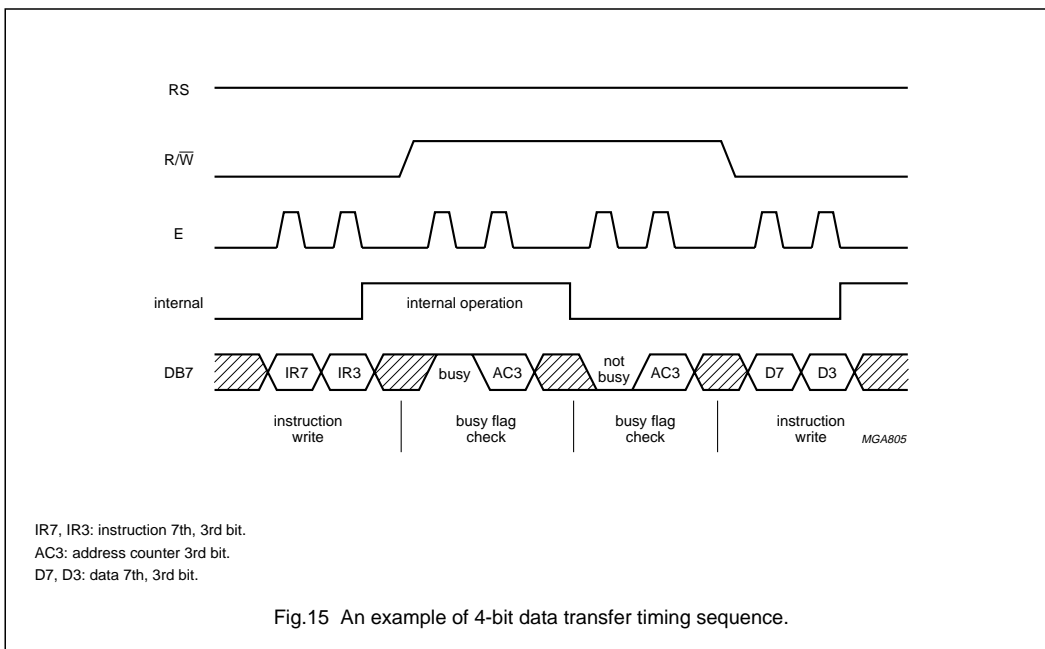 RS
R/W̅
E
internal
internal operation
DB7
IR7 IR3 busy AC3 not busy AC3 D7 D3
instruction write
busy flag check
busy flag check
instruction write
MGA805
IR7, IR3: instruction 7th, 3rd bit.
AC3: address counter 3rd bit.
D7, D3: data 7th, 3rd bit.
Fig.15 An example of 4-bit data transfer timing sequence.